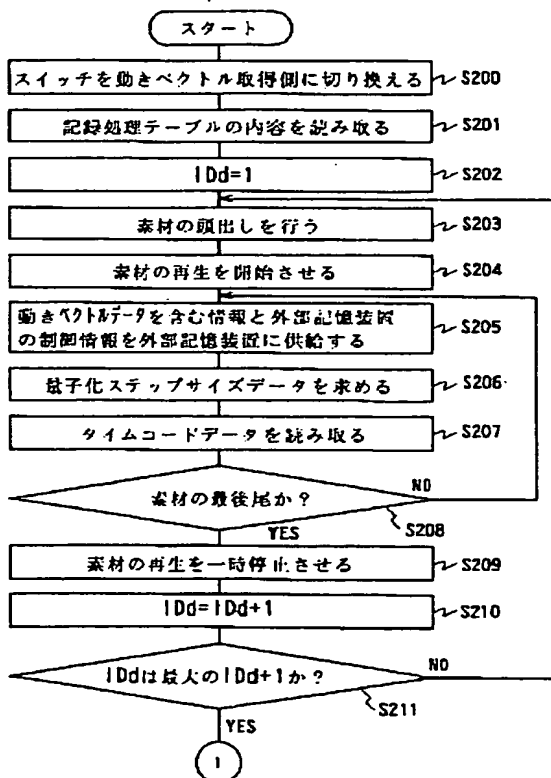 スタート
スイッチを動きベクトル取得側に切り換える
S200
記録処理テーブルの内容を読み取る
S201
IDd=1
S202
素材の頭出しを行う
S203
素材の再生を開始させる
S204
動きベクトルデータを含む情報と外部記憶装置
の制御情報を外部記憶装置に供給する
S205
量子化ステップサイズデータを求める
S206
タイムコードデータを読み取る
S207
素材の最後尾か?
NO
S208
YES
素材の再生を一時停止させる
S209
IDd=IDd+1
S210
IDdは最大のIDd+1か?
NO
S211
YES
1